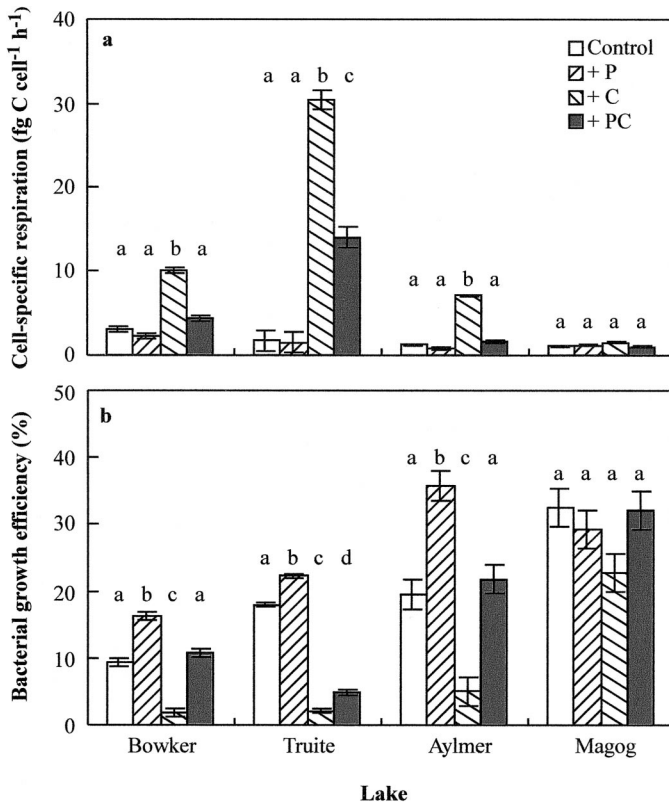 Cell-specific respiration (fg C cell⁻¹ h⁻¹)
40
30
20
10
0
a
Control
+ P
+ C
+ PC
a a b a
a a b c
a a b a
a a a a
Bacterial growth efficiency (%)
50
40
30
20
10
0
b
a b c a
a b c d
a b c a
a a a a
Bowker Truite Aylmer Magog
Lake